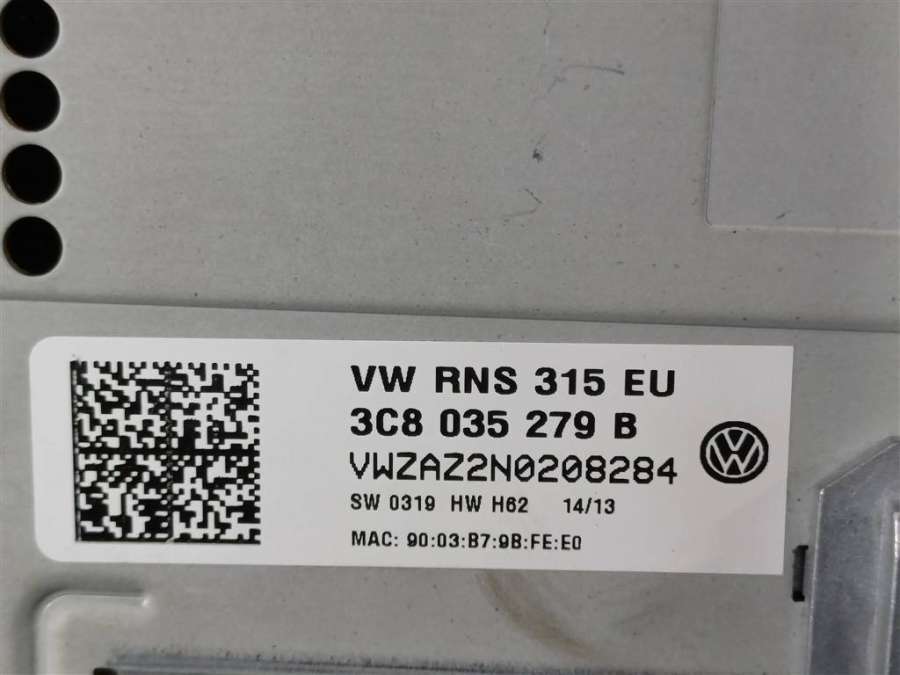 VW RNS 315 EU
3C8 035 279 B
VWZAZ2N0208284
SW 0319 HW H62 14/13
MAC: 90:03:B7:9B:FE:E0